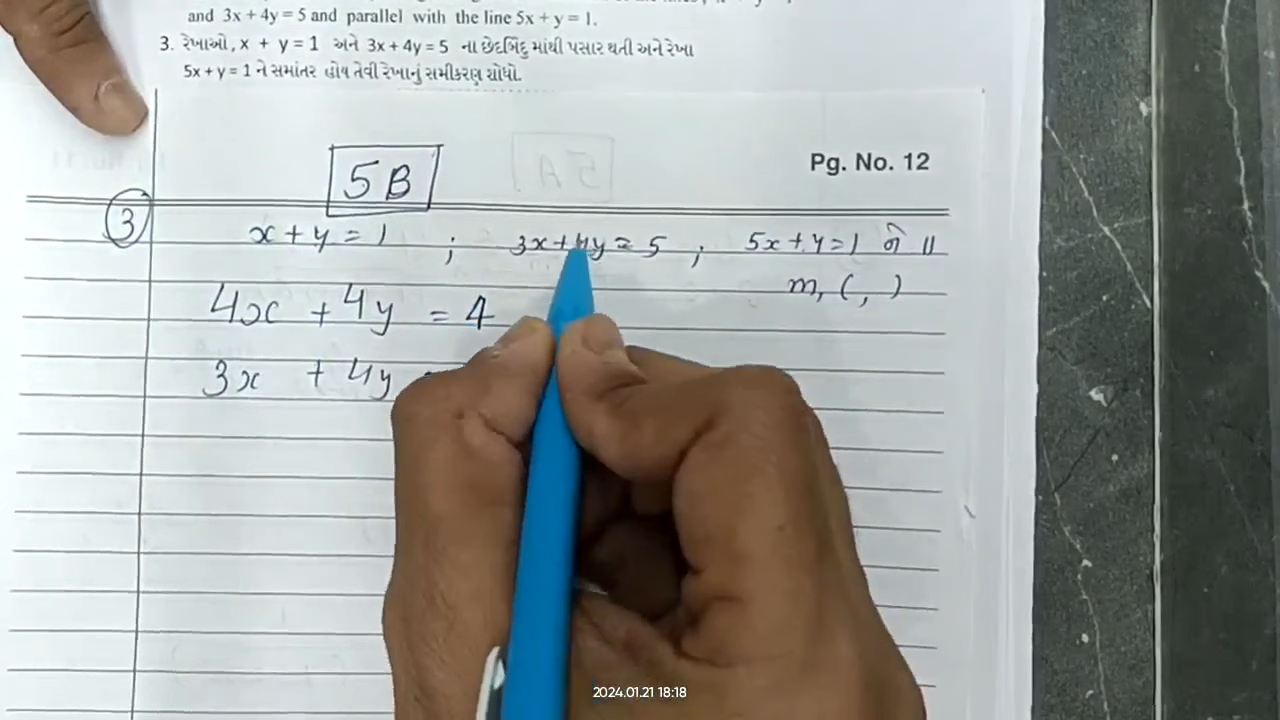 and 3x + 4y = 5 and parallel with the line 5x + y = 1.
3. રેખાઓ, x + y = 1 અને 3x + 4y = 5 ના છેદબિંદુ માંથી પસાર થતી અને રેખા
5x + y = 1 ને સમાંતર હોય તેવી રેખાનું સમીકરણ શોધો.
5B
Pg. No. 12
3
x + y = 1 ; 3x + 4y = 5 ; 5x + y = 1 ને ||
m, ( , )
4x + 4y = 4
3x + 4y
2024.01.21 18:18